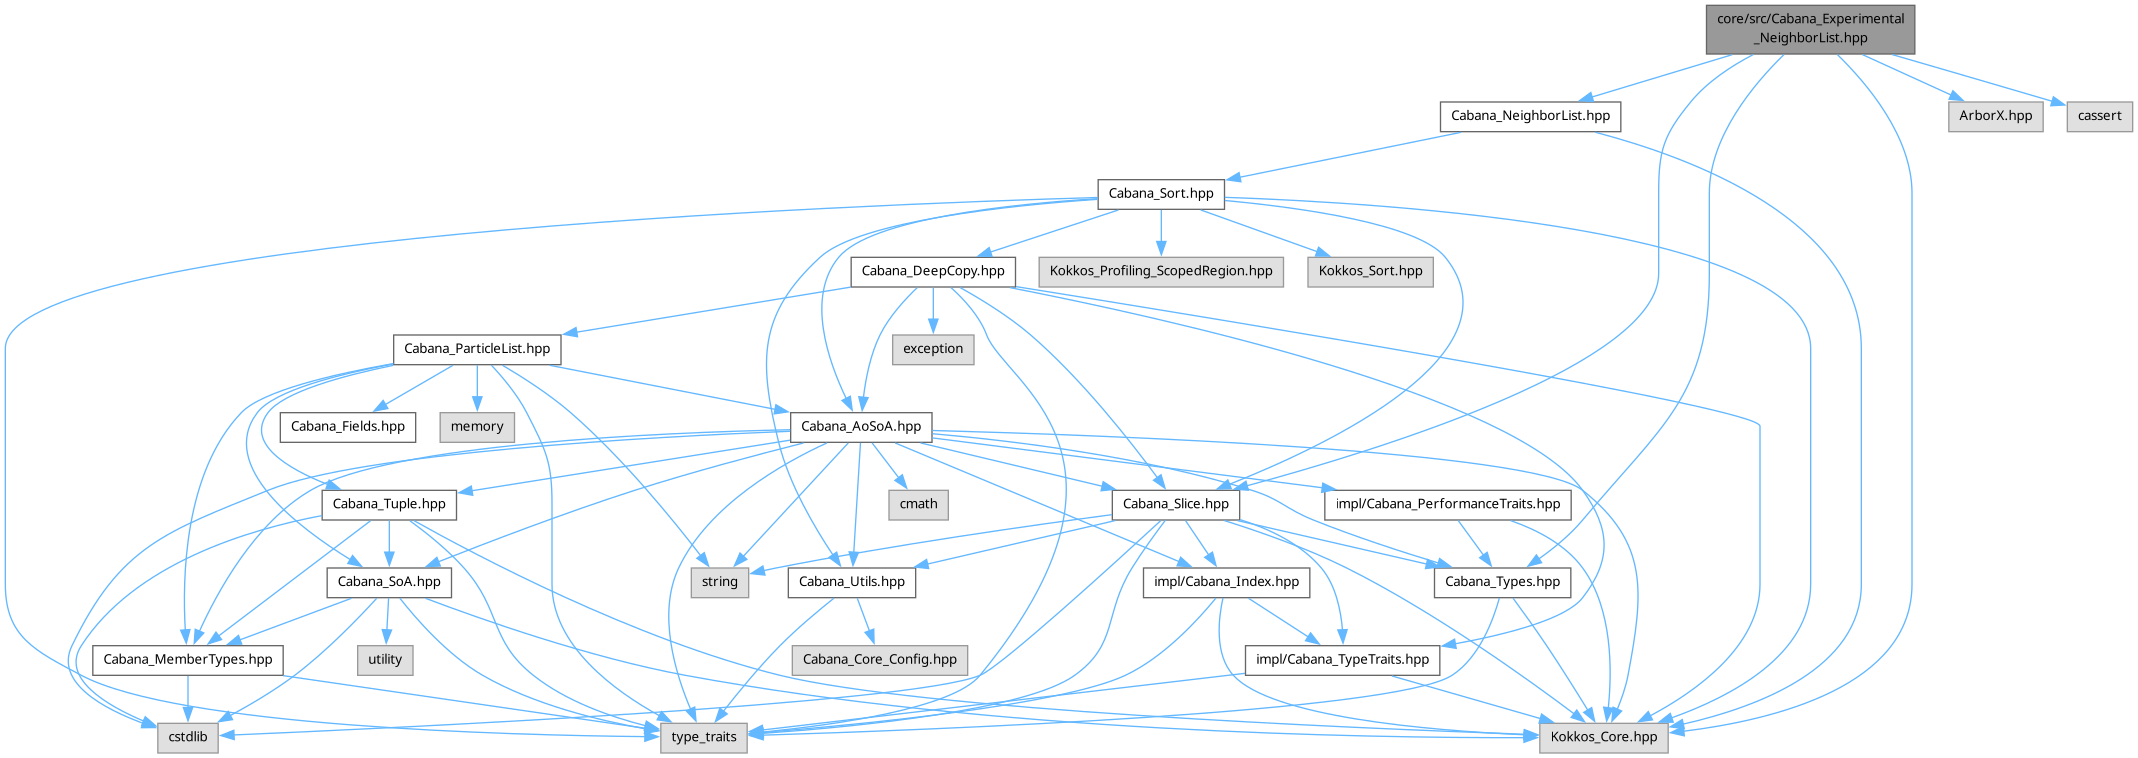 core/src/Cabana_Experimental
_NeighborList.hpp
Cabana_NeighborList.hpp
ArborX.hpp
cassert
Cabana_Sort.hpp
Cabana_DeepCopy.hpp
Kokkos_Profiling_ScopedRegion.hpp
Kokkos_Sort.hpp
Cabana_ParticleList.hpp
exception
Cabana_Fields.hpp
memory
Cabana_AoSoA.hpp
Cabana_Tuple.hpp
cmath
Cabana_Slice.hpp
impl/Cabana_PerformanceTraits.hpp
Cabana_SoA.hpp
string
Cabana_Utils.hpp
impl/Cabana_Index.hpp
Cabana_Types.hpp
Cabana_MemberTypes.hpp
utility
Cabana_Core_Config.hpp
impl/Cabana_TypeTraits.hpp
cstdlib
type_traits
Kokkos_Core.hpp